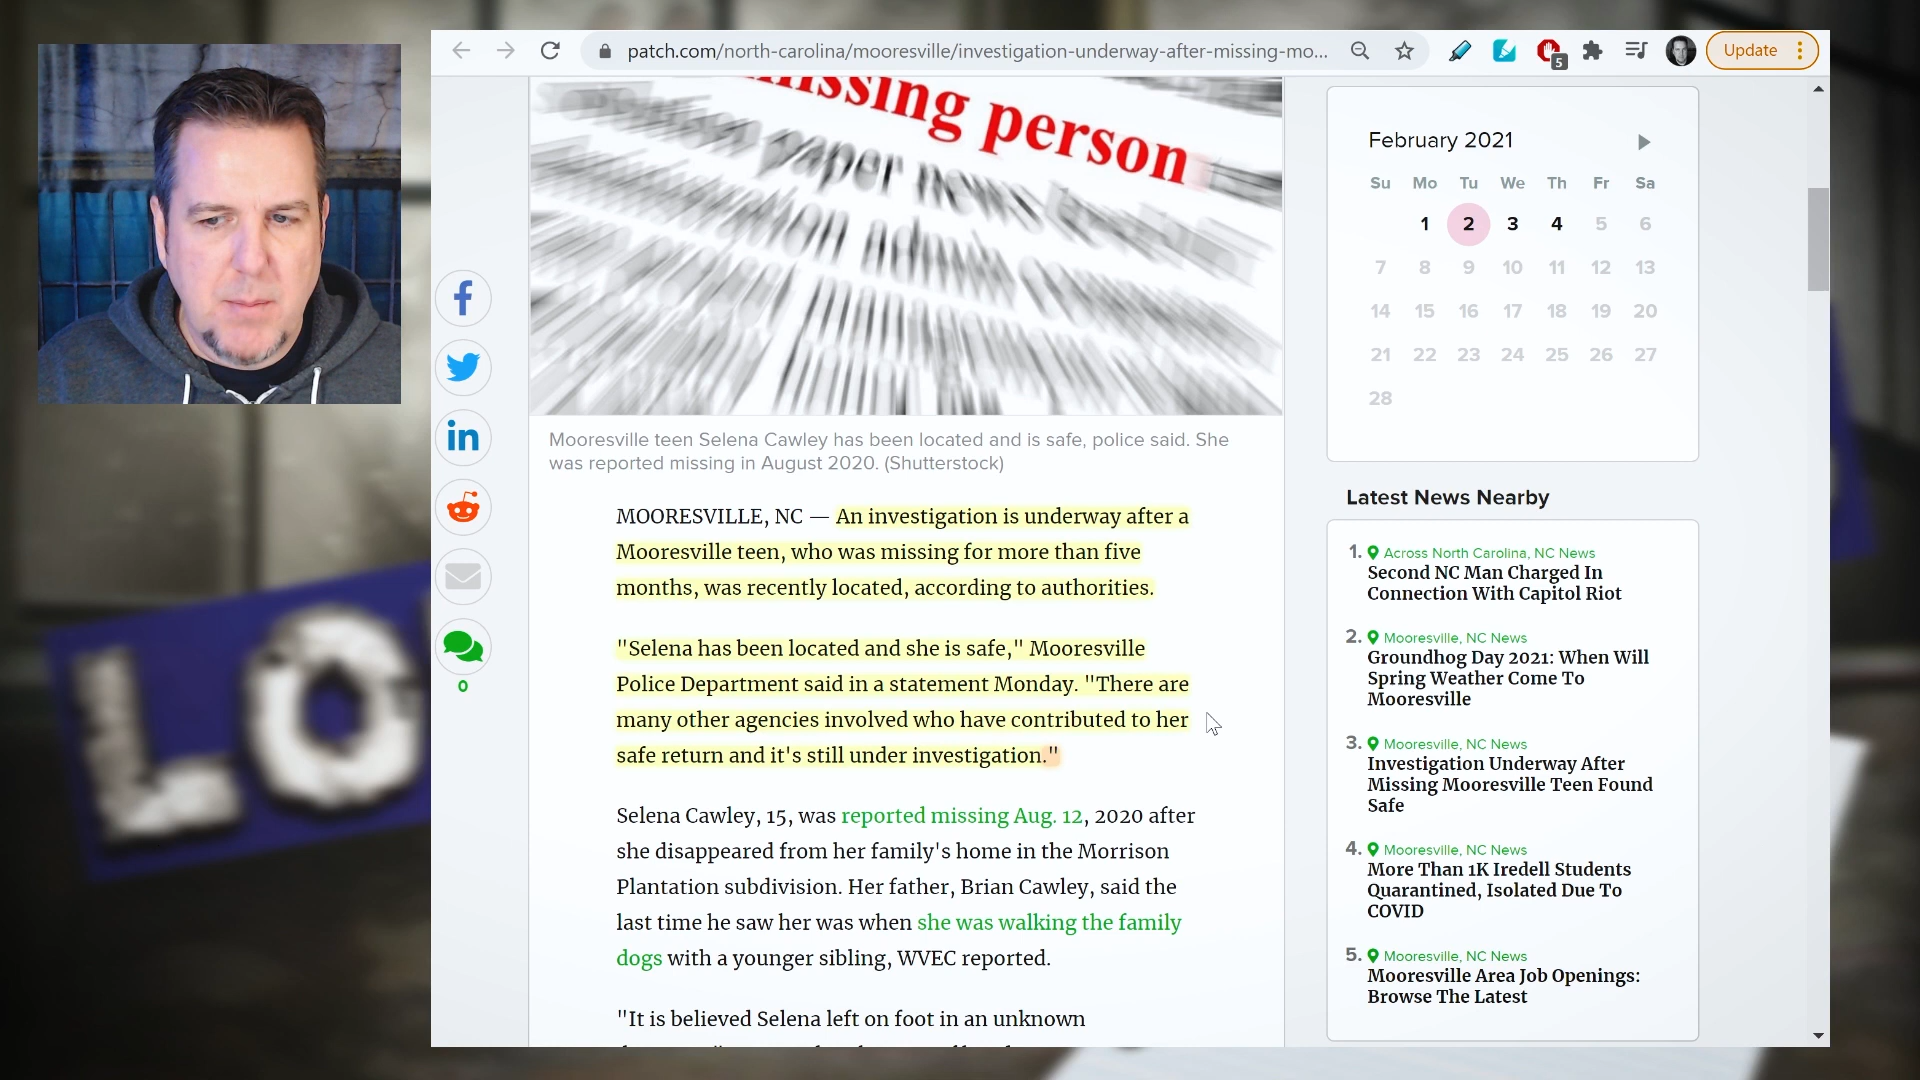 patch.com/north-carolina/mooresville/investigation-underway-after-missing-mo...
5
Update
missing person
paper news
Mooresville teen Selena Cawley has been located and is safe, police said. She
was reported missing in August 2020. (Shutterstock)
MOORESVILLE, NC — An investigation is underway after a
Mooresville teen, who was missing for more than five
months, was recently located, according to authorities.
"Selena has been located and she is safe," Mooresville
Police Department said in a statement Monday. "There are
many other agencies involved who have contributed to her
safe return and it's still under investigation."
Selena Cawley, 15, was reported missing Aug. 12, 2020 after
she disappeared from her family's home in the Morrison
Plantation subdivision. Her father, Brian Cawley, said the
last time he saw her was when she was walking the family
dogs with a younger sibling, WVEC reported.
"It is believed Selena left on foot in an unknown
0
February 2021
Su Mo Tu We Th Fr Sa
1 2 3 4 5 6
7 8 9 10 11 12 13
14 15 16 17 18 19 20
21 22 23 24 25 26 27
28
Latest News Nearby
1. Across North Carolina, NC News
Second NC Man Charged In
Connection With Capitol Riot
2. Mooresville, NC News
Groundhog Day 2021: When Will
Spring Weather Come To
Mooresville
3. Mooresville, NC News
Investigation Underway After
Missing Mooresville Teen Found
Safe
4. Mooresville, NC News
More Than 1K Iredell Students
Quarantined, Isolated Due To
COVID
5. Mooresville, NC News
Mooresville Area Job Openings:
Browse The Latest
LO